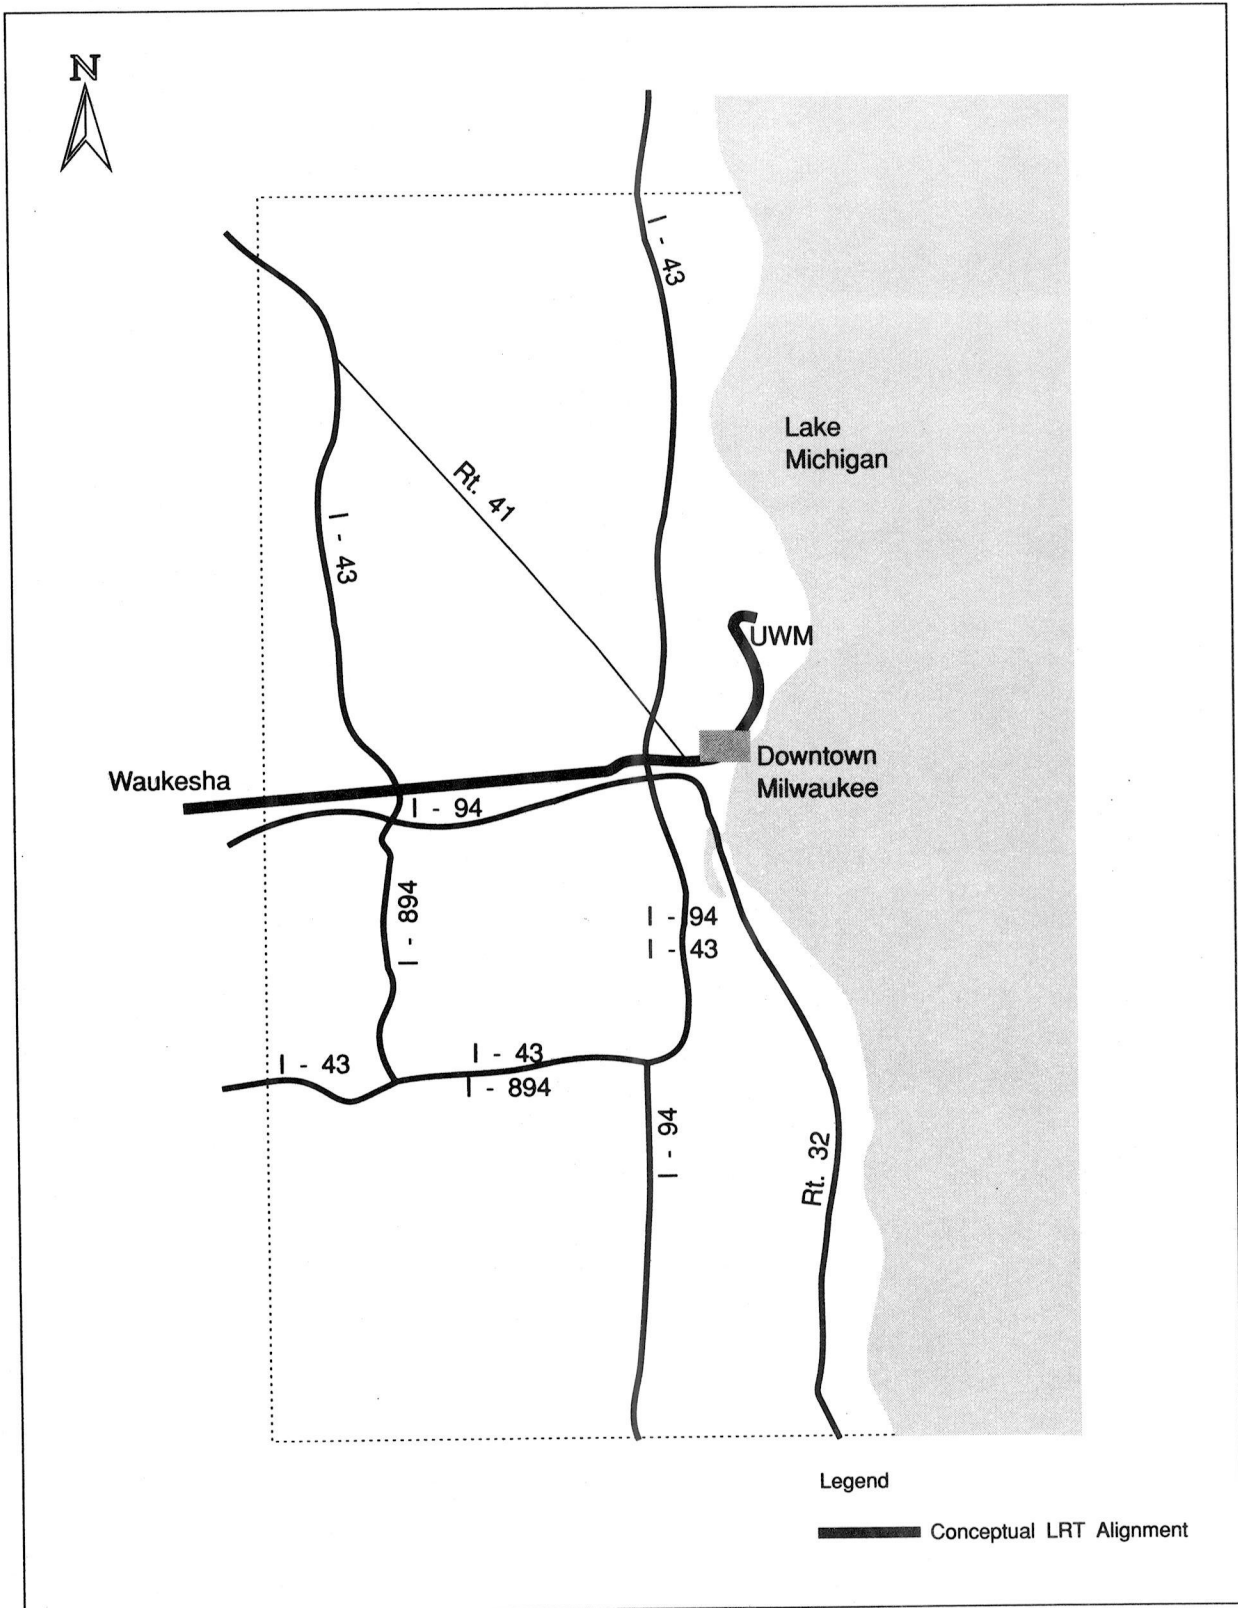 N
I - 43
Lake
Michigan
Rt. 41
I - 43
UWM
Downtown
Milwaukee
Waukesha
I - 94
I - 894
I - 94
I - 43
I - 43
I - 43
I - 894
I - 94
Rt. 32
Legend
Conceptual LRT Alignment